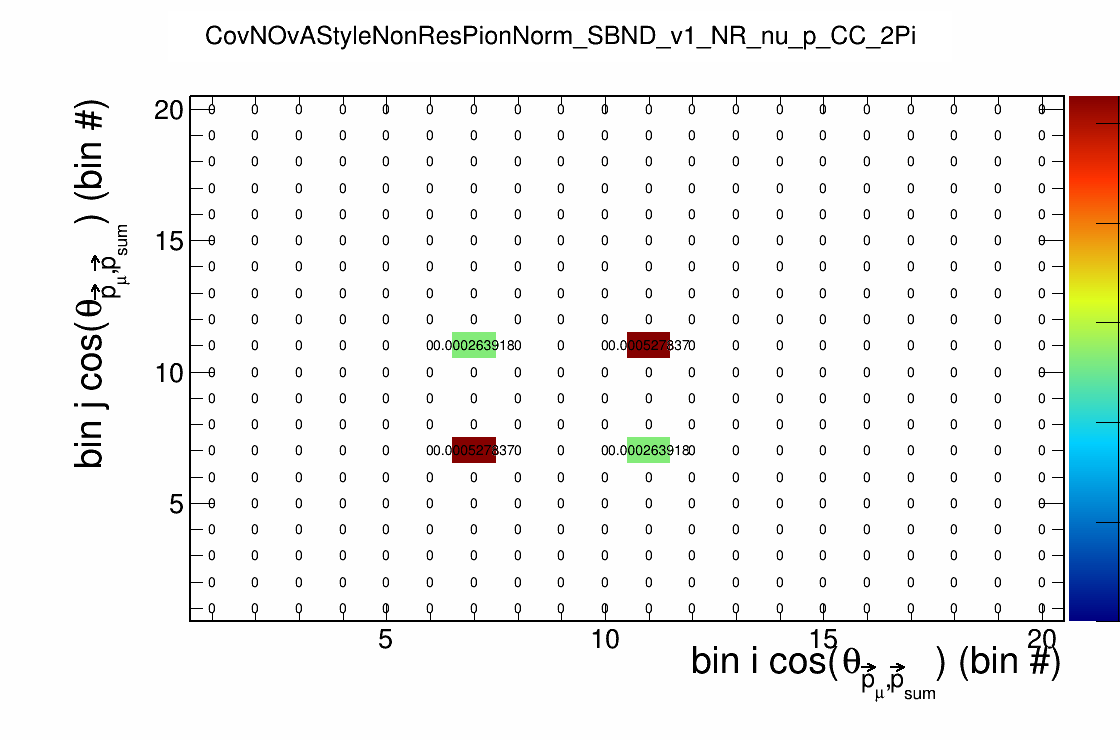 CovNOvAStyleNonResPionNorm_SBND_v1_NR_nu_p_CC_2Pi
bin j cos(θ p⃗μ,p⃗sum) (bin #)
20 0 0 0 0 0 0 0 0 0 0 0 0 0 0 0 0 0 0 0 0
0 0 0 0 0 0 0 0 0 0 0 0 0 0 0 0 0 0 0 0
0 0 0 0 0 0 0 0 0 0 0 0 0 0 0 0 0 0 0 0
0 0 0 0 0 0 0 0 0 0 0 0 0 0 0 0 0 0 0 0
0 0 0 0 0 0 0 0 0 0 0 0 0 0 0 0 0 0 0 0
15 0 0 0 0 0 0 0 0 0 0 0 0 0 0 0 0 0 0 0 0
0 0 0 0 0 0 0 0 0 0 0 0 0 0 0 0 0 0 0 0
0 0 0 0 0 0 0 0 0 0 0 0 0 0 0 0 0 0 0 0
0 0 0 0 0 0 0 0 0 0 0 0 0 0 0 0 0 0 0 0
0 0 0 0 0 0 0.000263918 0 0 0 0.000527837 0 0 0 0 0 0 0 0 0
10 0 0 0 0 0 0 0 0 0 0 0 0 0 0 0 0 0 0 0 0
0 0 0 0 0 0 0 0 0 0 0 0 0 0 0 0 0 0 0 0
0 0 0 0 0 0 0 0 0 0 0 0 0 0 0 0 0 0 0 0
0 0 0 0 0 0 0.000527837 0 0 0 0.000263918 0 0 0 0 0 0 0 0 0
0 0 0 0 0 0 0 0 0 0 0 0 0 0 0 0 0 0 0 0
5 0 0 0 0 0 0 0 0 0 0 0 0 0 0 0 0 0 0 0 0
0 0 0 0 0 0 0 0 0 0 0 0 0 0 0 0 0 0 0 0
0 0 0 0 0 0 0 0 0 0 0 0 0 0 0 0 0 0 0 0
0 0 0 0 0 0 0 0 0 0 0 0 0 0 0 0 0 0 0 0
0 0 0 0 0 0 0 0 0 0 0 0 0 0 0 0 0 0 0 0
5 10 15 20
bin i cos(θ p⃗μ,p⃗sum) (bin #)